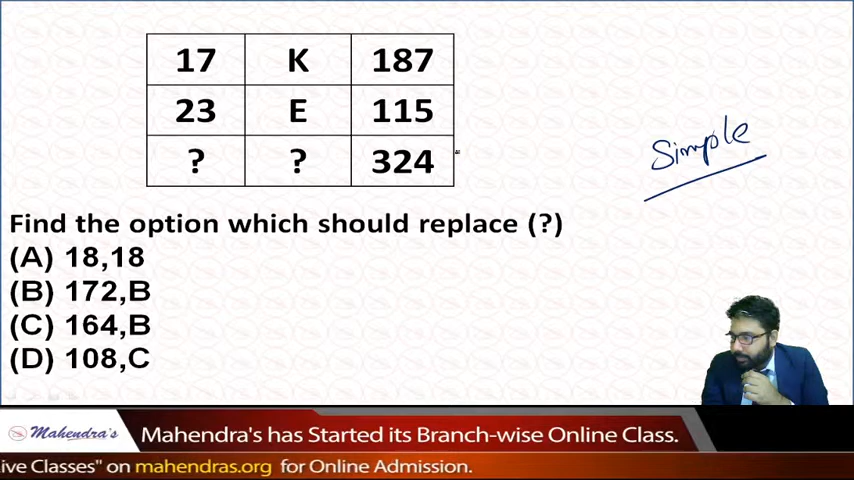 17 K 187
23 E 115
? ? 324
Simple
Find the option which should replace (?)
(A) 18,18
(B) 172,B
(C) 164,B
(D) 108,C
Mahendra's Mahendra's has Started its Branch-wise Online Class.
ive Classes" on mahendras.org for Online Admission.